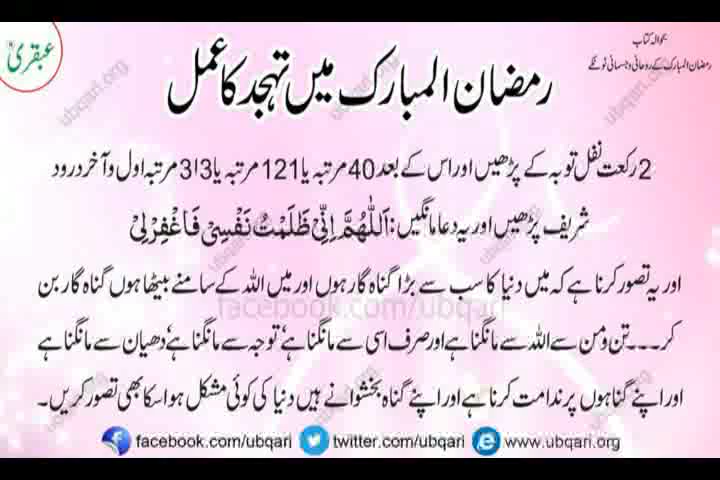 عبقری
بحوالہ کتاب
رمضان المبارک کے روحانی و جسمانی ٹوٹکے
رمضان المبارک میں تہجد کا عمل
2 رکعت نفل توبہ کے پڑھیں اور اس کے بعد 40 مرتبہ یا 121 مرتبہ یا 313 مرتبہ اول و آخر درود
شریف پڑھیں اور یہ دعا مانگیں: اَللّٰھُمَّ اِنِّیْ ظَلَمْتُ نَفْسِیْ فَاغْفِرْلِیْ
اور یہ تصور کرنا ہے کہ میں دنیا کا سب سے بڑا گناہ گار ہوں اور میں اللہ کے سامنے بیٹھا ہوں گناہ گار بن
کر۔۔۔ تن و من سے اللہ سے مانگنا ہے اور صرف اسی سے مانگنا ہے‘ توجہ سے مانگنا ہے‘ دھیان سے مانگنا ہے
اور اپنے گناہوں پر ندامت کرنا ہے اور اپنے گناہ بخشوانے ہیں دنیا کی کوئی مشکل ہو اسکا بھی تصور کریں۔
facebook.com/ubqari
facebook.com/ubqari twitter.com/ubqari www.ubqari.org
ubqari.org